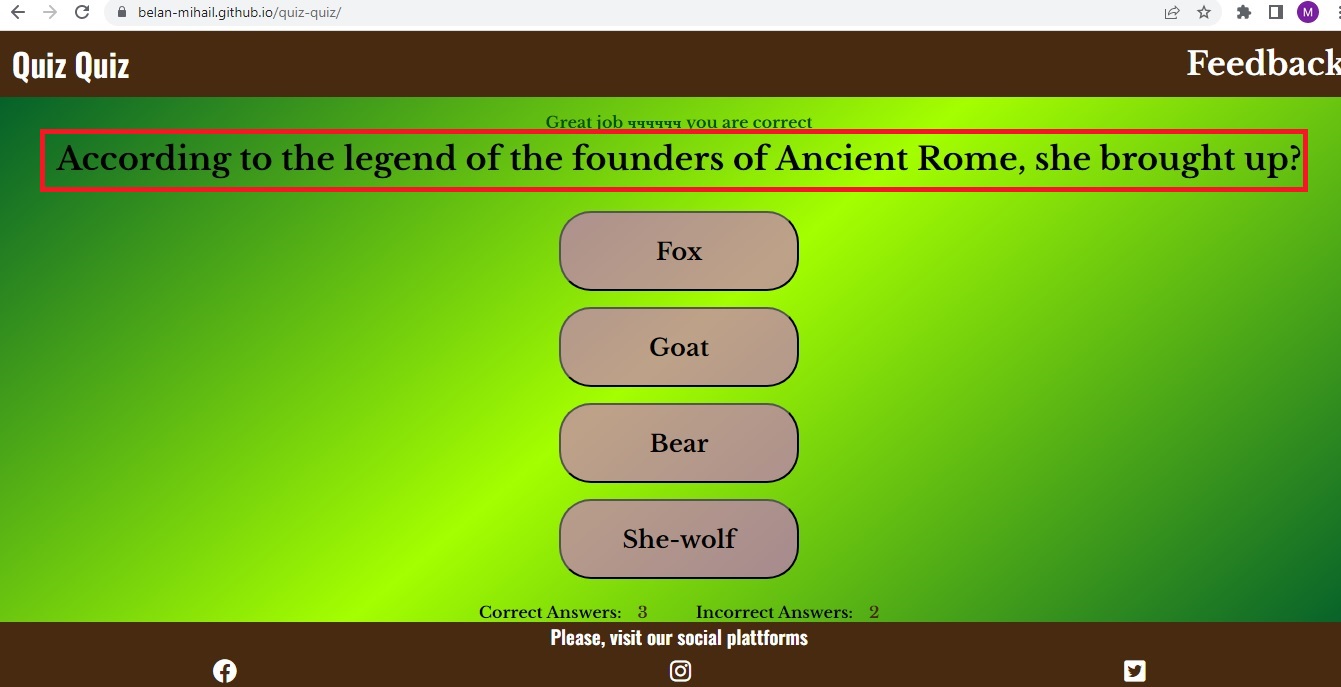 belan-mihail.github.io/quiz-quiz/
M
Quiz Quiz
Feedback
Great job qqqqqq you are correct
According to the legend of the founders of Ancient Rome, she brought up?
Fox
Goat
Bear
She-wolf
Correct Answers: 3 Incorrect Answers: 2
Please, visit our social plattforms